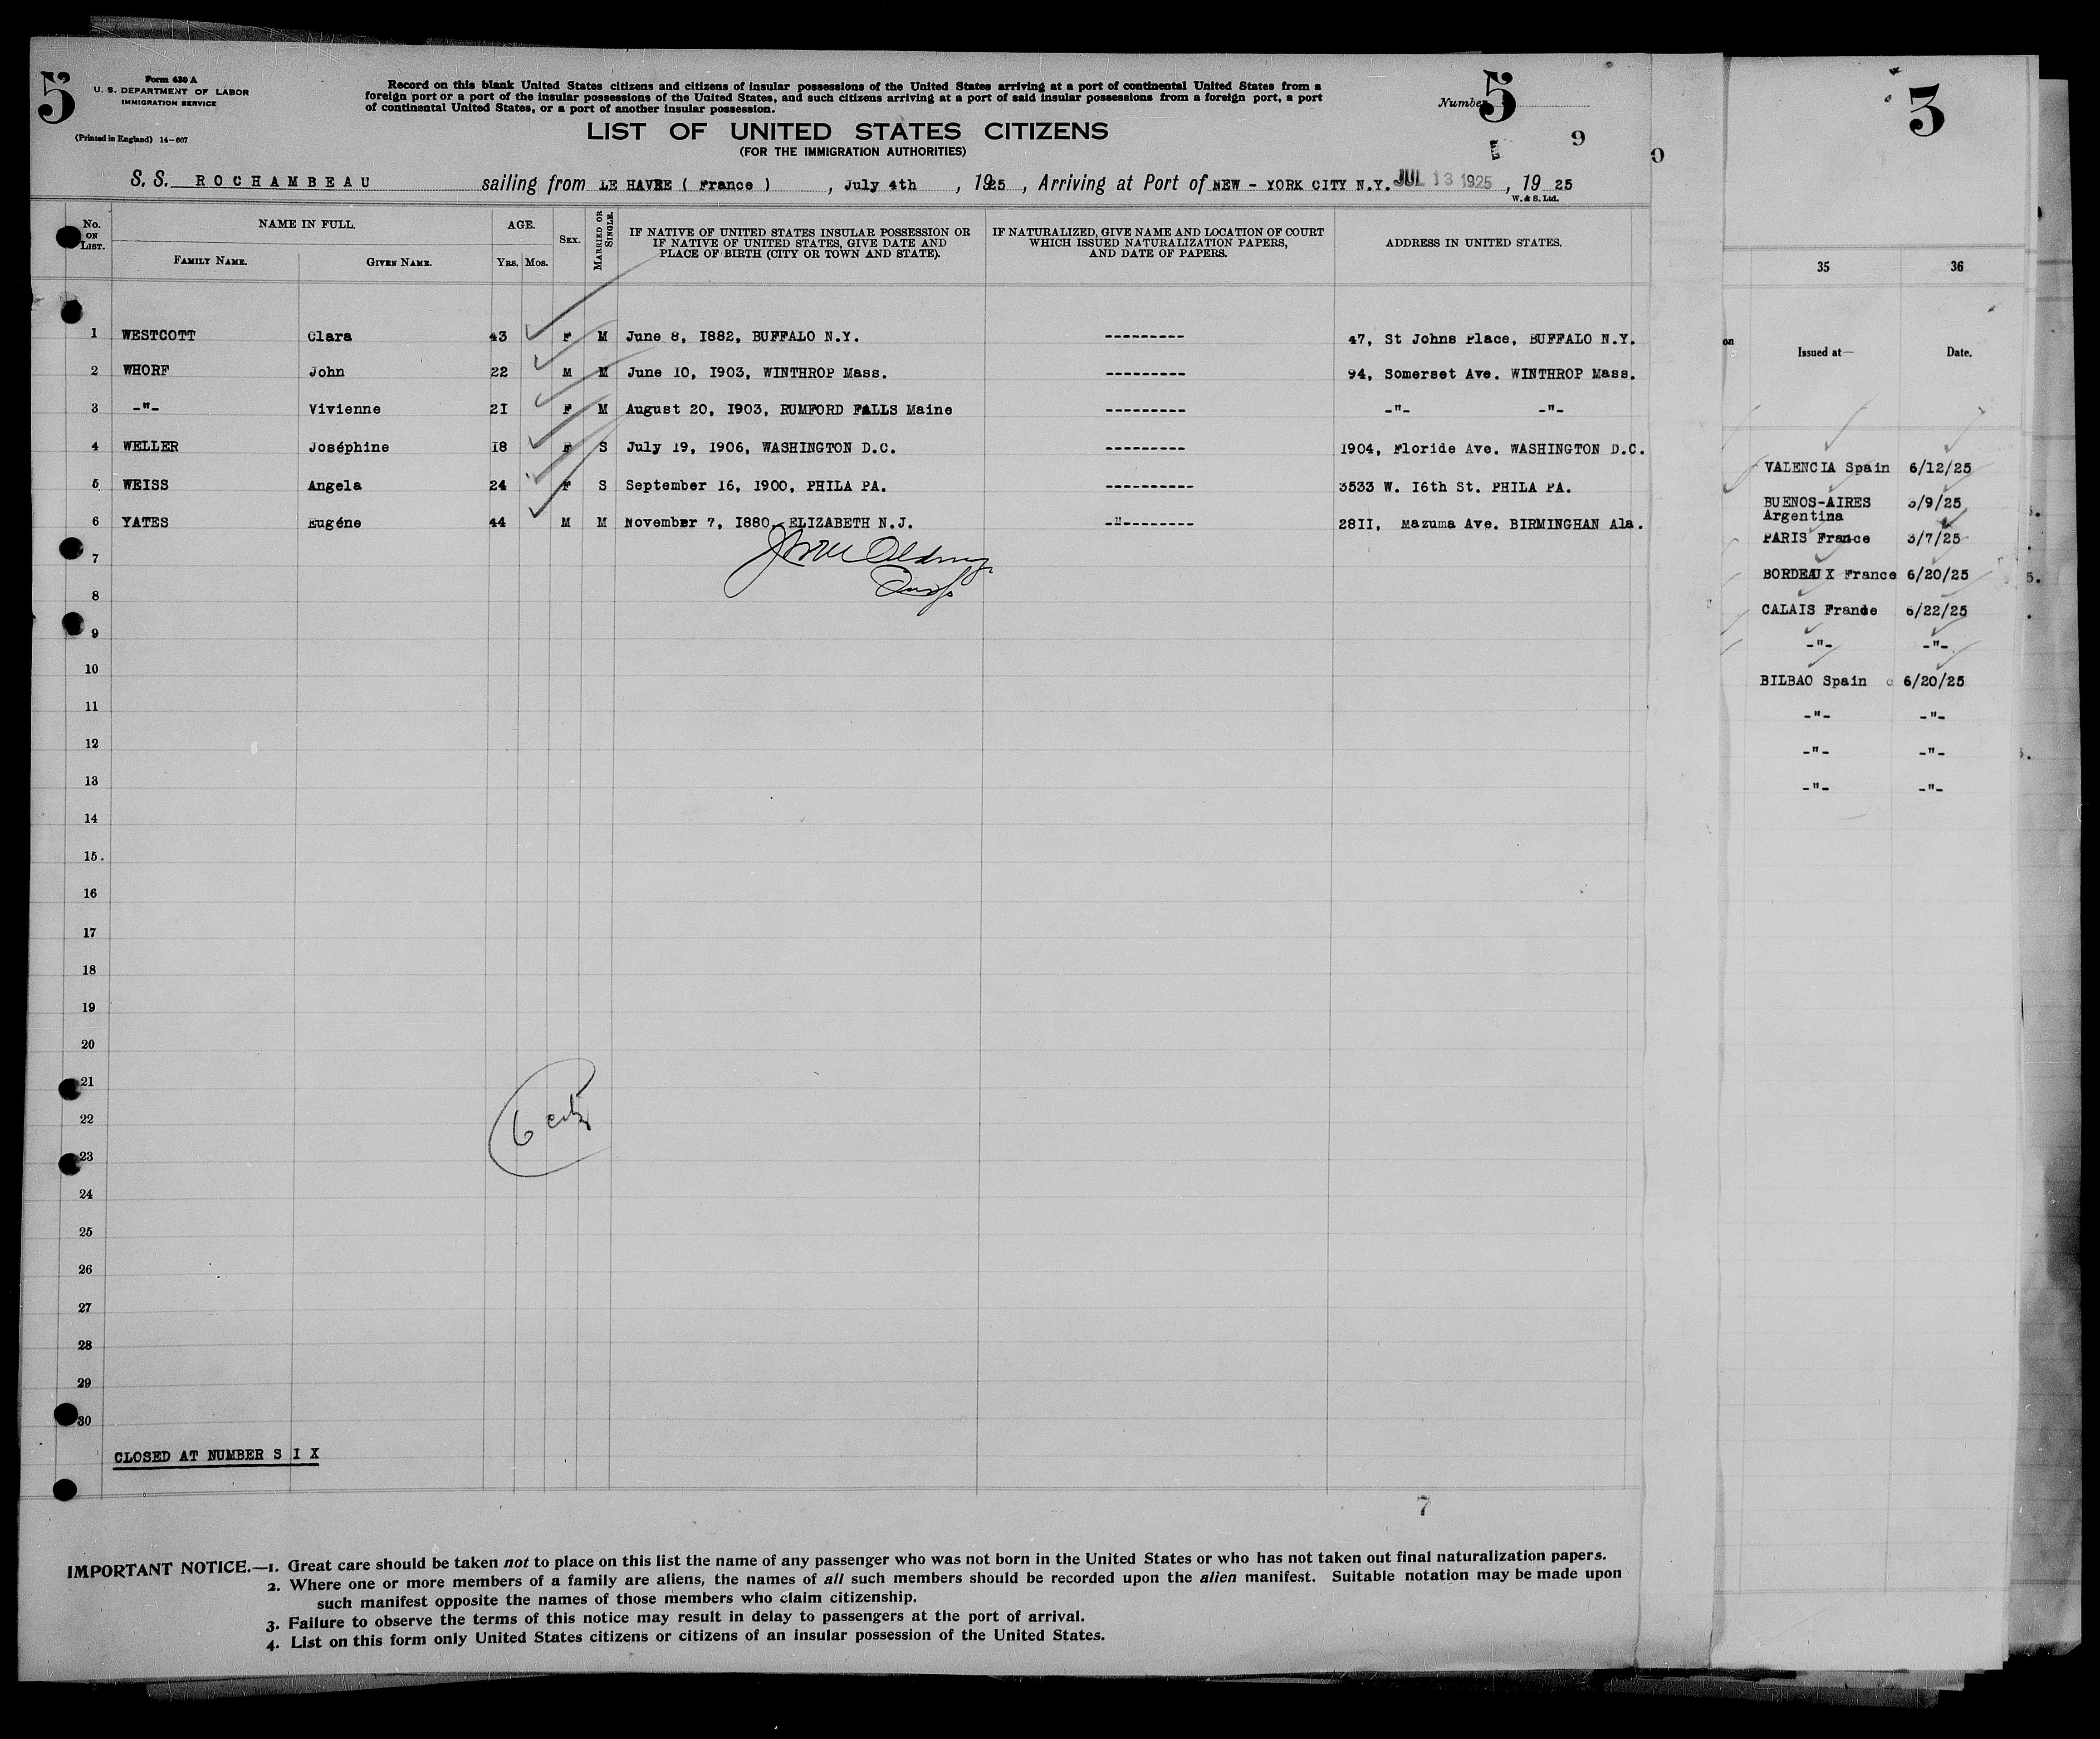 5
Form 630 A
U. S. DEPARTMENT OF LABOR
IMMIGRATION SERVICE
(Printed in England) 14-607
Record on this blank United States citizens and citizens of insular possessions of the United States arriving at a port of continental United States from a
foreign port or a port of the insular possessions of the United States, and such citizens arriving at a port of said insular possessions from a foreign port, a port
of continental United States, or a port of another insular possession.
Number 5
LIST OF UNITED STATES CITIZENS
(FOR THE IMMIGRATION AUTHORITIES)
9
S. S. ROCHAMBEAU sailing from LE HAVRE ( France ) , July 4th , 1925 , Arriving at Port of NEW - YORK CITY N.Y. JUL 13 1925 , 19 25
W. & S. Ltd.
No. ON LIST. NAME IN FULL. AGE. SEX. MARRIED OR SINGLE. IF NATIVE OF UNITED STATES INSULAR POSSESSION OR IF NATIVE OF UNITED STATES, GIVE DATE AND PLACE OF BIRTH (CITY OR TOWN AND STATE). IF NATURALIZED, GIVE NAME AND LOCATION OF COURT WHICH ISSUED NATURALIZATION PAPERS, AND DATE OF PAPERS. ADDRESS IN UNITED STATES.
FAMILY NAME. GIVEN NAME. YRS. MOS.
1 WESTCOTT Clara 43 F M June 8, 1882, BUFFALO N.Y. --------- 47, St Johns Place, BUFFALO N.Y.
2 WHORF John 22 M M June 10, 1903, WINTHROP Mass. --------- 94, Somerset Ave. WINTHROP Mass.
3 -"- Vivienne 21 F M August 20, 1903, RUMFORD FALLS Maine --------- -"- -"-
4 WELLER Joséphine 18 F S July 19, 1906, WASHINGTON D.C. --------- 1904, Floride Ave. WASHINGTON D.C.
5 WEISS Angela 24 F S September 16, 1900, PHILA PA. ---------- 3533 W. 16th St. PHILA PA.
6 YATES Eugéne 44 M M November 7, 1880, ELIZABETH N.J. -"-------- 2811, Mazuma Ave. BIRMINGHAN Ala.
7
8
9
10
11
12
13
14
15.
16
17
18
19
20
21
22
23
24
25
26
27
28
29
30
6
CLOSED AT NUMBER S I X
7
IMPORTANT NOTICE.—1. Great care should be taken not to place on this list the name of any passenger who was not born in the United States or who has not taken out final naturalization papers.
2. Where one or more members of a family are aliens, the names of all such members should be recorded upon the alien manifest. Suitable notation may be made upon
such manifest opposite the names of those members who claim citizenship.
3. Failure to observe the terms of this notice may result in delay to passengers at the port of arrival.
4. List on this form only United States citizens or citizens of an insular possession of the United States.
3
35 36
on Issued at— Date.
VALENCIA Spain 6/12/25
BUENOS-AIRES 5/9/25
Argentina
PARIS France 3/7/25
BORDEAUX France 6/20/25
CALAIS France 6/22/25
-"- -"-
BILBAO Spain 6/20/25
-"- -"-
-"- -"-
-"- -"-